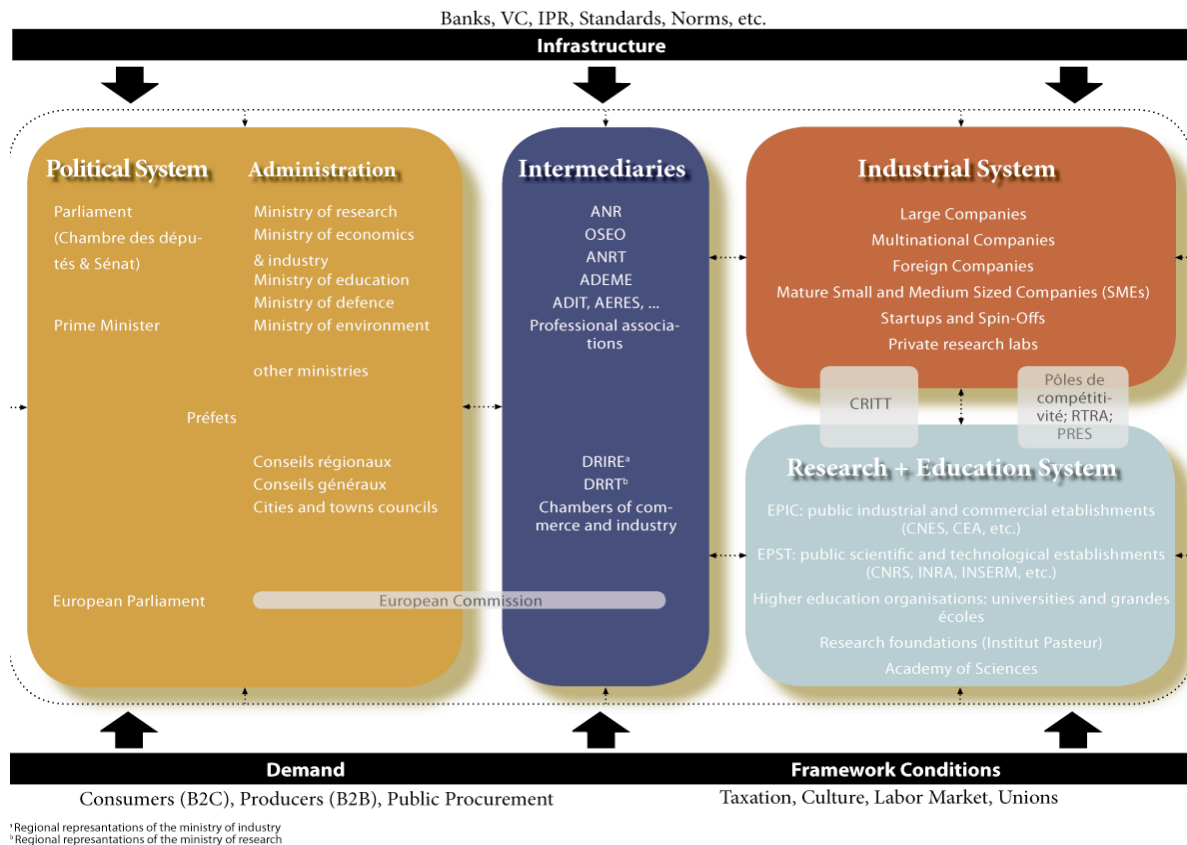 Banks, VC, IPR, Standards, Norms, etc.
Infrastructure
Political System
Administration
Parliament
(Chambre des dépu-
tés & Sénat)
Prime Minister
Ministry of research
Ministry of economics
& industry
Ministry of education
Ministry of defence
Ministry of environment
other ministries
Préfets
Conseils régionaux
Conseils généraux
Cities and towns councils
European Parliament
European Commission
Intermediaries
ANR
OSEO
ANRT
ADEME
ADIT, AERES, ...
Professional associa-
tions
DRIREᵃ
DRRTᵇ
Chambers of com-
merce and industry
Industrial System
Large Companies
Multinational Companies
Foreign Companies
Mature Small and Medium Sized Companies (SMEs)
Startups and Spin-Offs
Private research labs
CRITT
Pôles de
compétiti-
vité; RTRA;
PRES
Research + Education System
EPIC: public industrial and commercial etablishments
(CNES, CEA, etc.)
EPST: public scientific and technological establishments
(CNRS, INRA, INSERM, etc.)
Higher education organisations: universities and grandes
écoles
Research foundations (Institut Pasteur)
Academy of Sciences
Demand
Framework Conditions
Consumers (B2C), Producers (B2B), Public Procurement
Taxation, Culture, Labor Market, Unions
ᵃ Regional represantations of the ministry of industry
ᵇ Regional represantations of the ministry of research